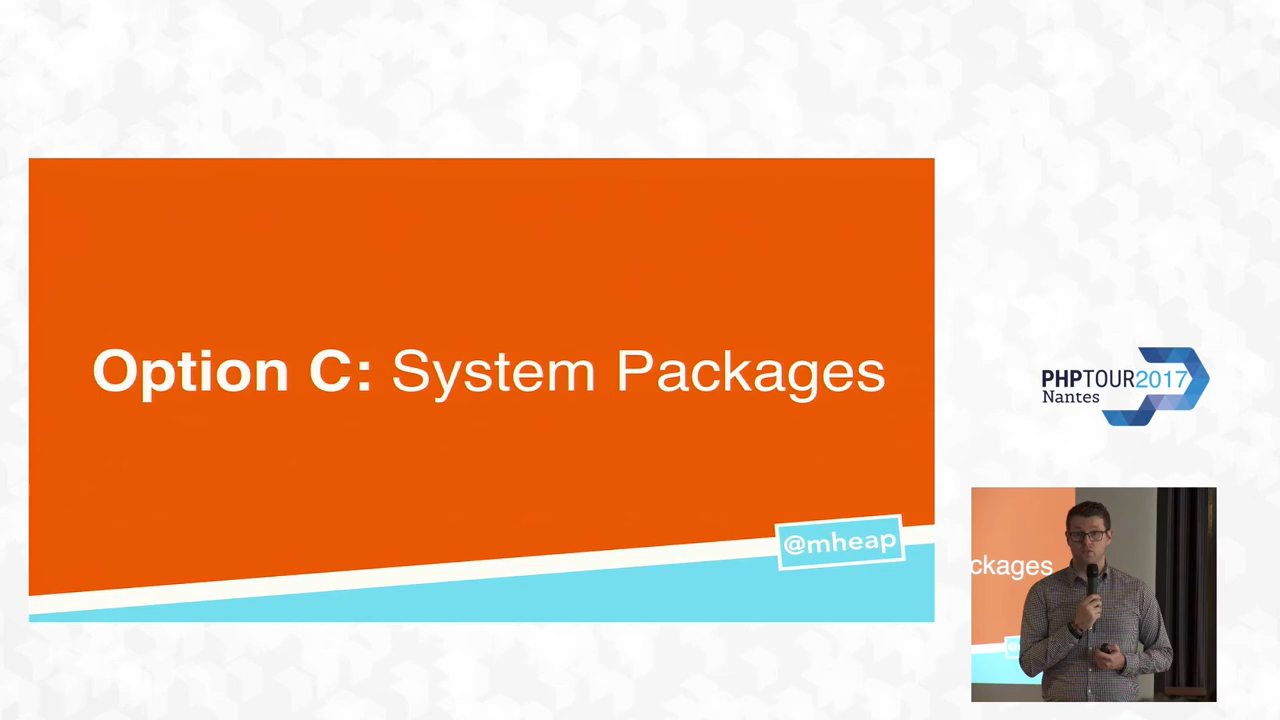 Option C: System Packages
@mheap
PHPTOUR2017
Nantes
ckages